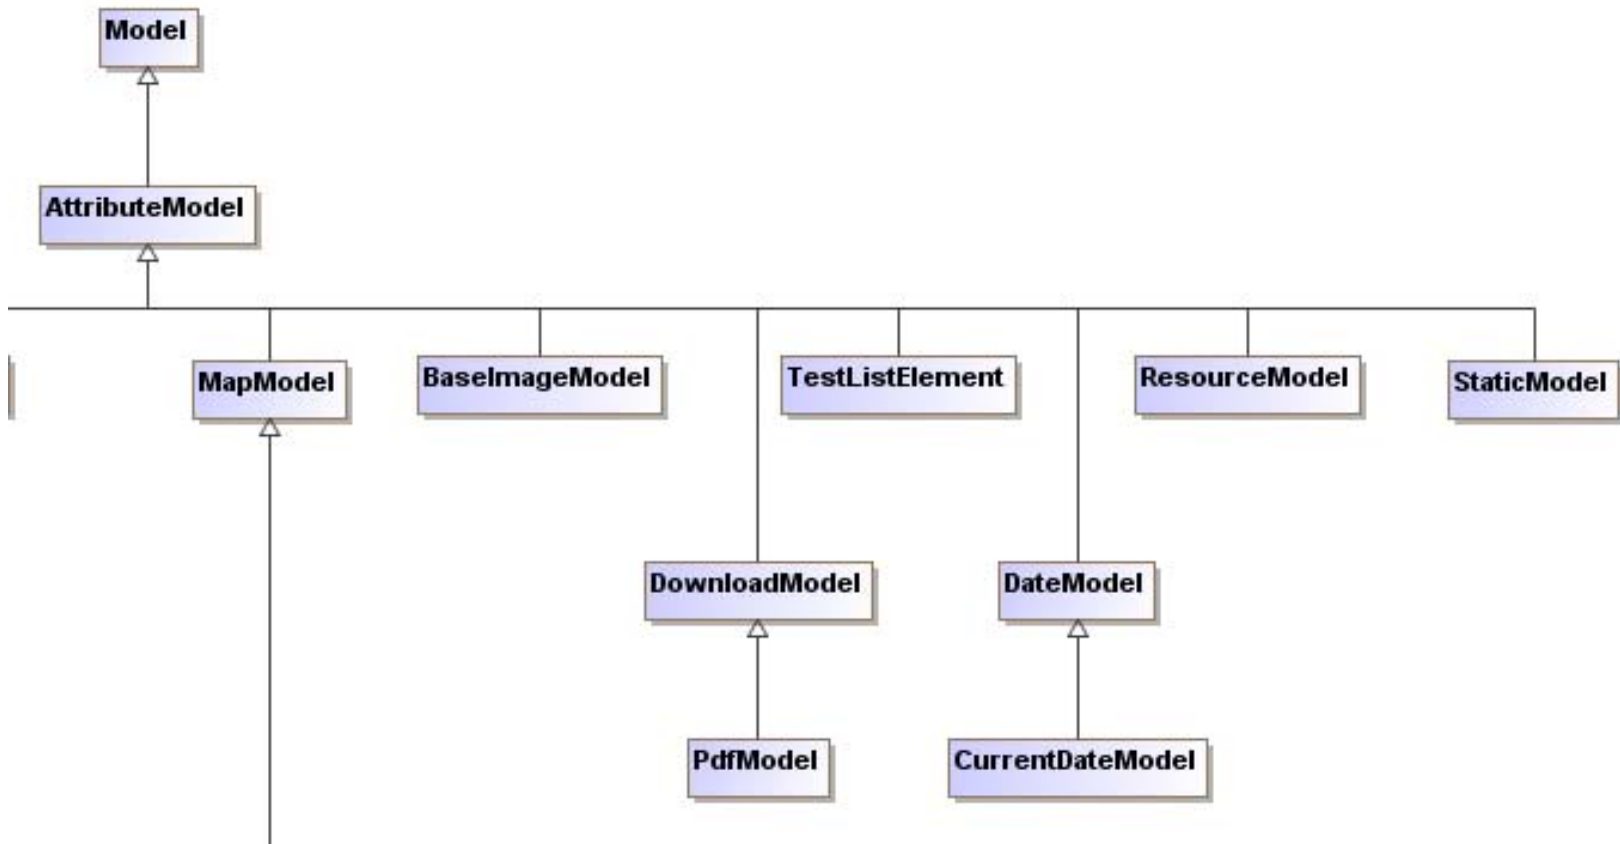 Model
AttributeModel
MapModel
BaseImageModel
TestListElement
ResourceModel
StaticModel
DownloadModel
DateModel
PdfModel
CurrentDateModel